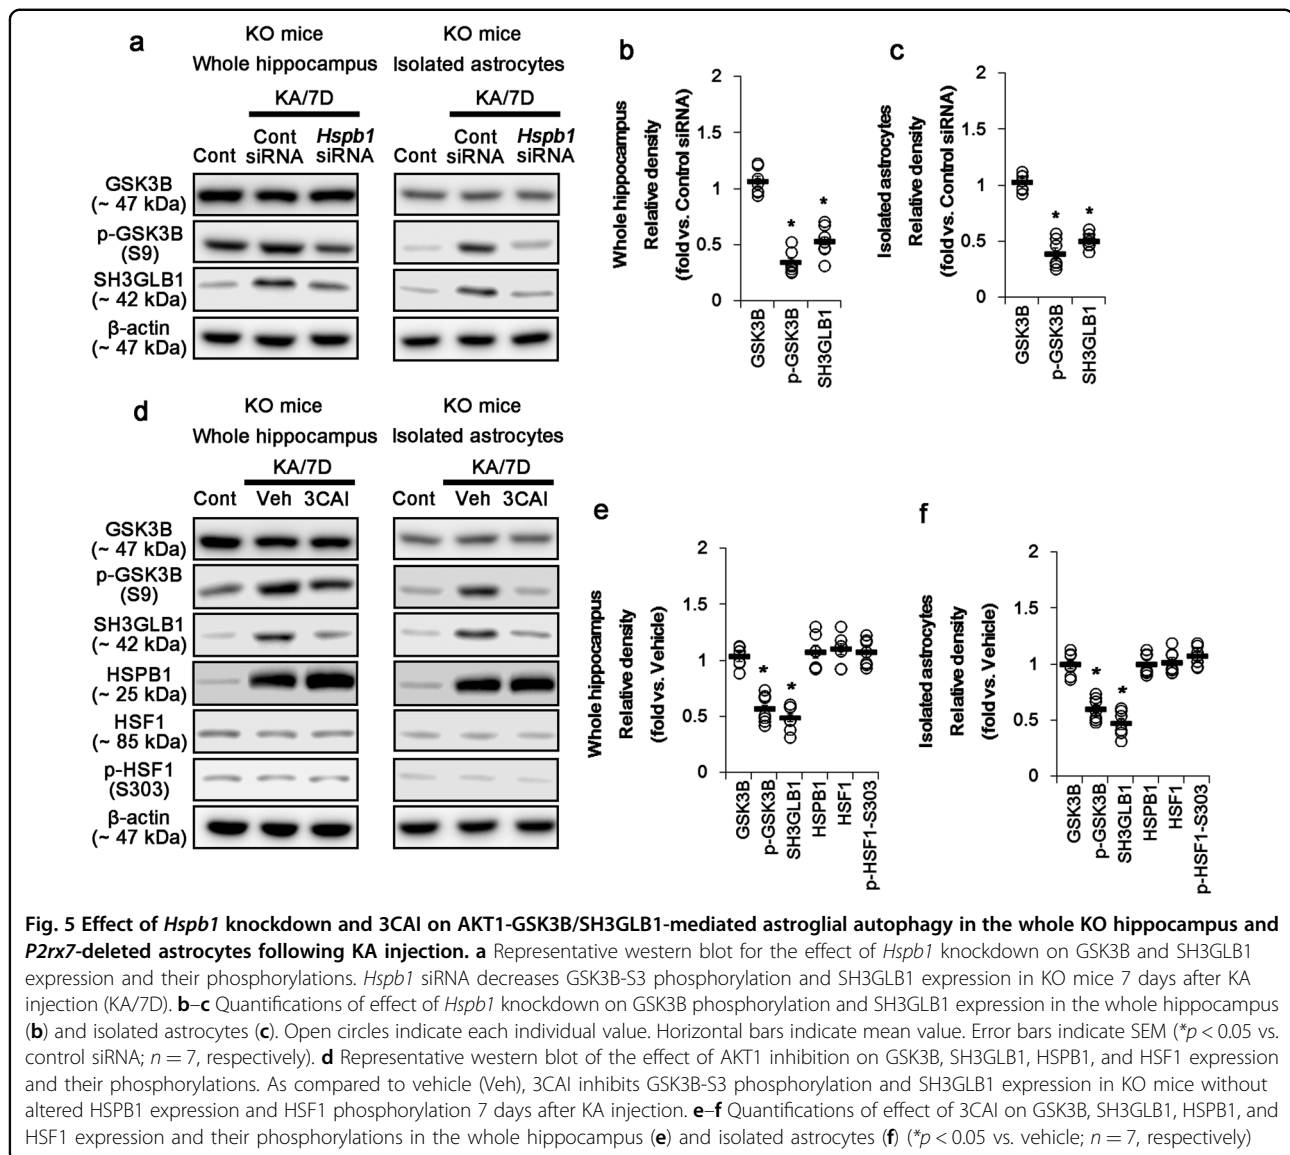 a
KO mice
Whole hippocampus
KO mice
Isolated astrocytes
KA/7D
KA/7D
Cont
Cont siRNA
Hspb1 siRNA
Cont
Cont siRNA
Hspb1 siRNA
GSK3B
(~ 47 kDa)
p-GSK3B
(S9)
SH3GLB1
(~ 42 kDa)
β-actin
(~ 47 kDa)
b
Whole hippocampus
Relative density
(fold vs. Control siRNA)
2
1.5
1
0.5
0
* *
GSK3B
p-GSK3B
SH3GLB1
c
Isolated astrocytes
Relative density
(fold vs. Control siRNA)
2
1.5
1
0.5
0
* *
GSK3B
p-GSK3B
SH3GLB1
d
KO mice
Whole hippocampus
KO mice
Isolated astrocytes
KA/7D
KA/7D
Cont Veh 3CAI
Cont Veh 3CAI
GSK3B
(~ 47 kDa)
p-GSK3B
(S9)
SH3GLB1
(~ 42 kDa)
HSPB1
(~ 25 kDa)
HSF1
(~ 85 kDa)
p-HSF1
(S303)
β-actin
(~ 47 kDa)
e
Whole hippocampus
Relative density
(fold vs. Vehicle)
2
1.5
1
0.5
0
* *
GSK3B
p-GSK3B
SH3GLB1
HSPB1
HSF1
p-HSF1-S303
f
Isolated astrocytes
Relative density
(fold vs. Vehicle)
2
1.5
1
0.5
0
* *
GSK3B
p-GSK3B
SH3GLB1
HSPB1
HSF1
p-HSF1-S303
Fig. 5 Effect of Hspb1 knockdown and 3CAI on AKT1-GSK3B/SH3GLB1-mediated astroglial autophagy in the whole KO hippocampus and
P2rx7-deleted astrocytes following KA injection. a Representative western blot for the effect of Hspb1 knockdown on GSK3B and SH3GLB1
expression and their phosphorylations. Hspb1 siRNA decreases GSK3B-S3 phosphorylation and SH3GLB1 expression in KO mice 7 days after KA
injection (KA/7D). b–c Quantifications of effect of Hspb1 knockdown on GSK3B phosphorylation and SH3GLB1 expression in the whole hippocampus
(b) and isolated astrocytes (c). Open circles indicate each individual value. Horizontal bars indicate mean value. Error bars indicate SEM (*p < 0.05 vs.
control siRNA; n = 7, respectively). d Representative western blot of the effect of AKT1 inhibition on GSK3B, SH3GLB1, HSPB1, and HSF1 expression
and their phosphorylations. As compared to vehicle (Veh), 3CAI inhibits GSK3B-S3 phosphorylation and SH3GLB1 expression in KO mice without
altered HSPB1 expression and HSF1 phosphorylation 7 days after KA injection. e–f Quantifications of effect of 3CAI on GSK3B, SH3GLB1, HSPB1, and
HSF1 expression and their phosphorylations in the whole hippocampus (e) and isolated astrocytes (f) (*p < 0.05 vs. vehicle; n = 7, respectively)